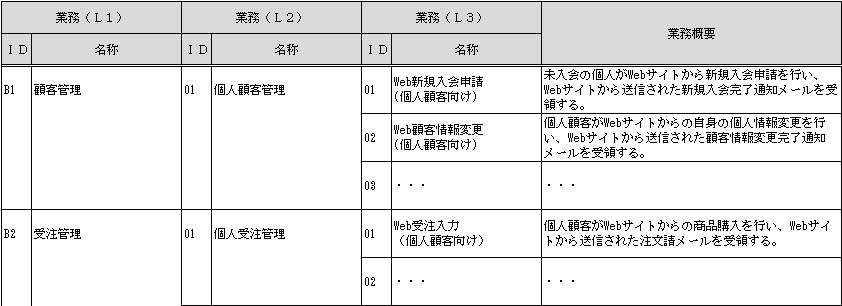 業務（Ｌ１） 業務（Ｌ２） 業務（Ｌ３） 業務概要
ＩＤ 名称 ＩＤ 名称 ＩＤ 名称
B1 顧客管理 01 個人顧客管理 01 Web新規入会申請
（個人顧客向け）
未入会の個人がWebサイトから新規入会申請を行い、
Webサイトから送信された新規入会完了通知メールを受
領する。
02 Web顧客情報変更
（個人顧客向け）
個人顧客がWebサイトからの自身の個人情報変更を行
い、Webサイトから送信された顧客情報変更完了通知
メールを受領する。
03 ・・・ ・・・
B2 受注管理 01 個人受注管理 01 Web受注入力
（個人顧客向け）
個人顧客がWebサイトからの商品購入を行い、Webサイ
トから送信された注文請メールを受領する。
02 ・・・ ・・・